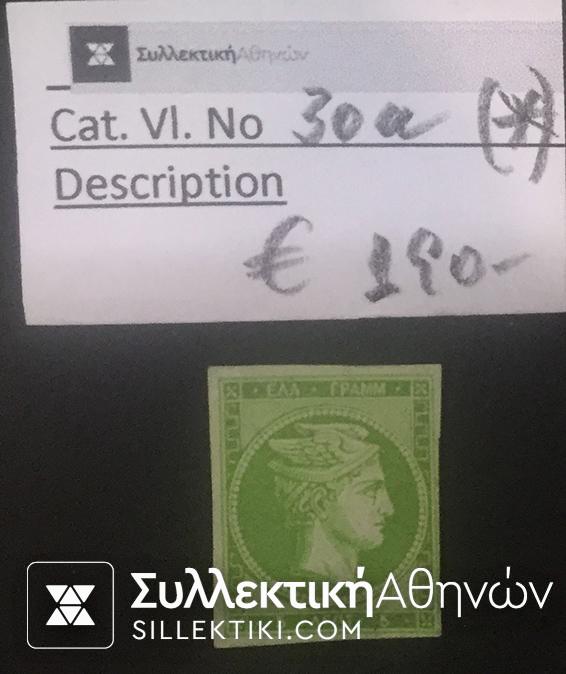 ΣυλλεκτικήΑθηνών
Cat. Vl. No 30a (*)
Description
€ 190-
ΕΛΛ · ΓΡΑΜΜ
ΣυλλεκτικήΑθηνών
SILLEKTIKI.COM